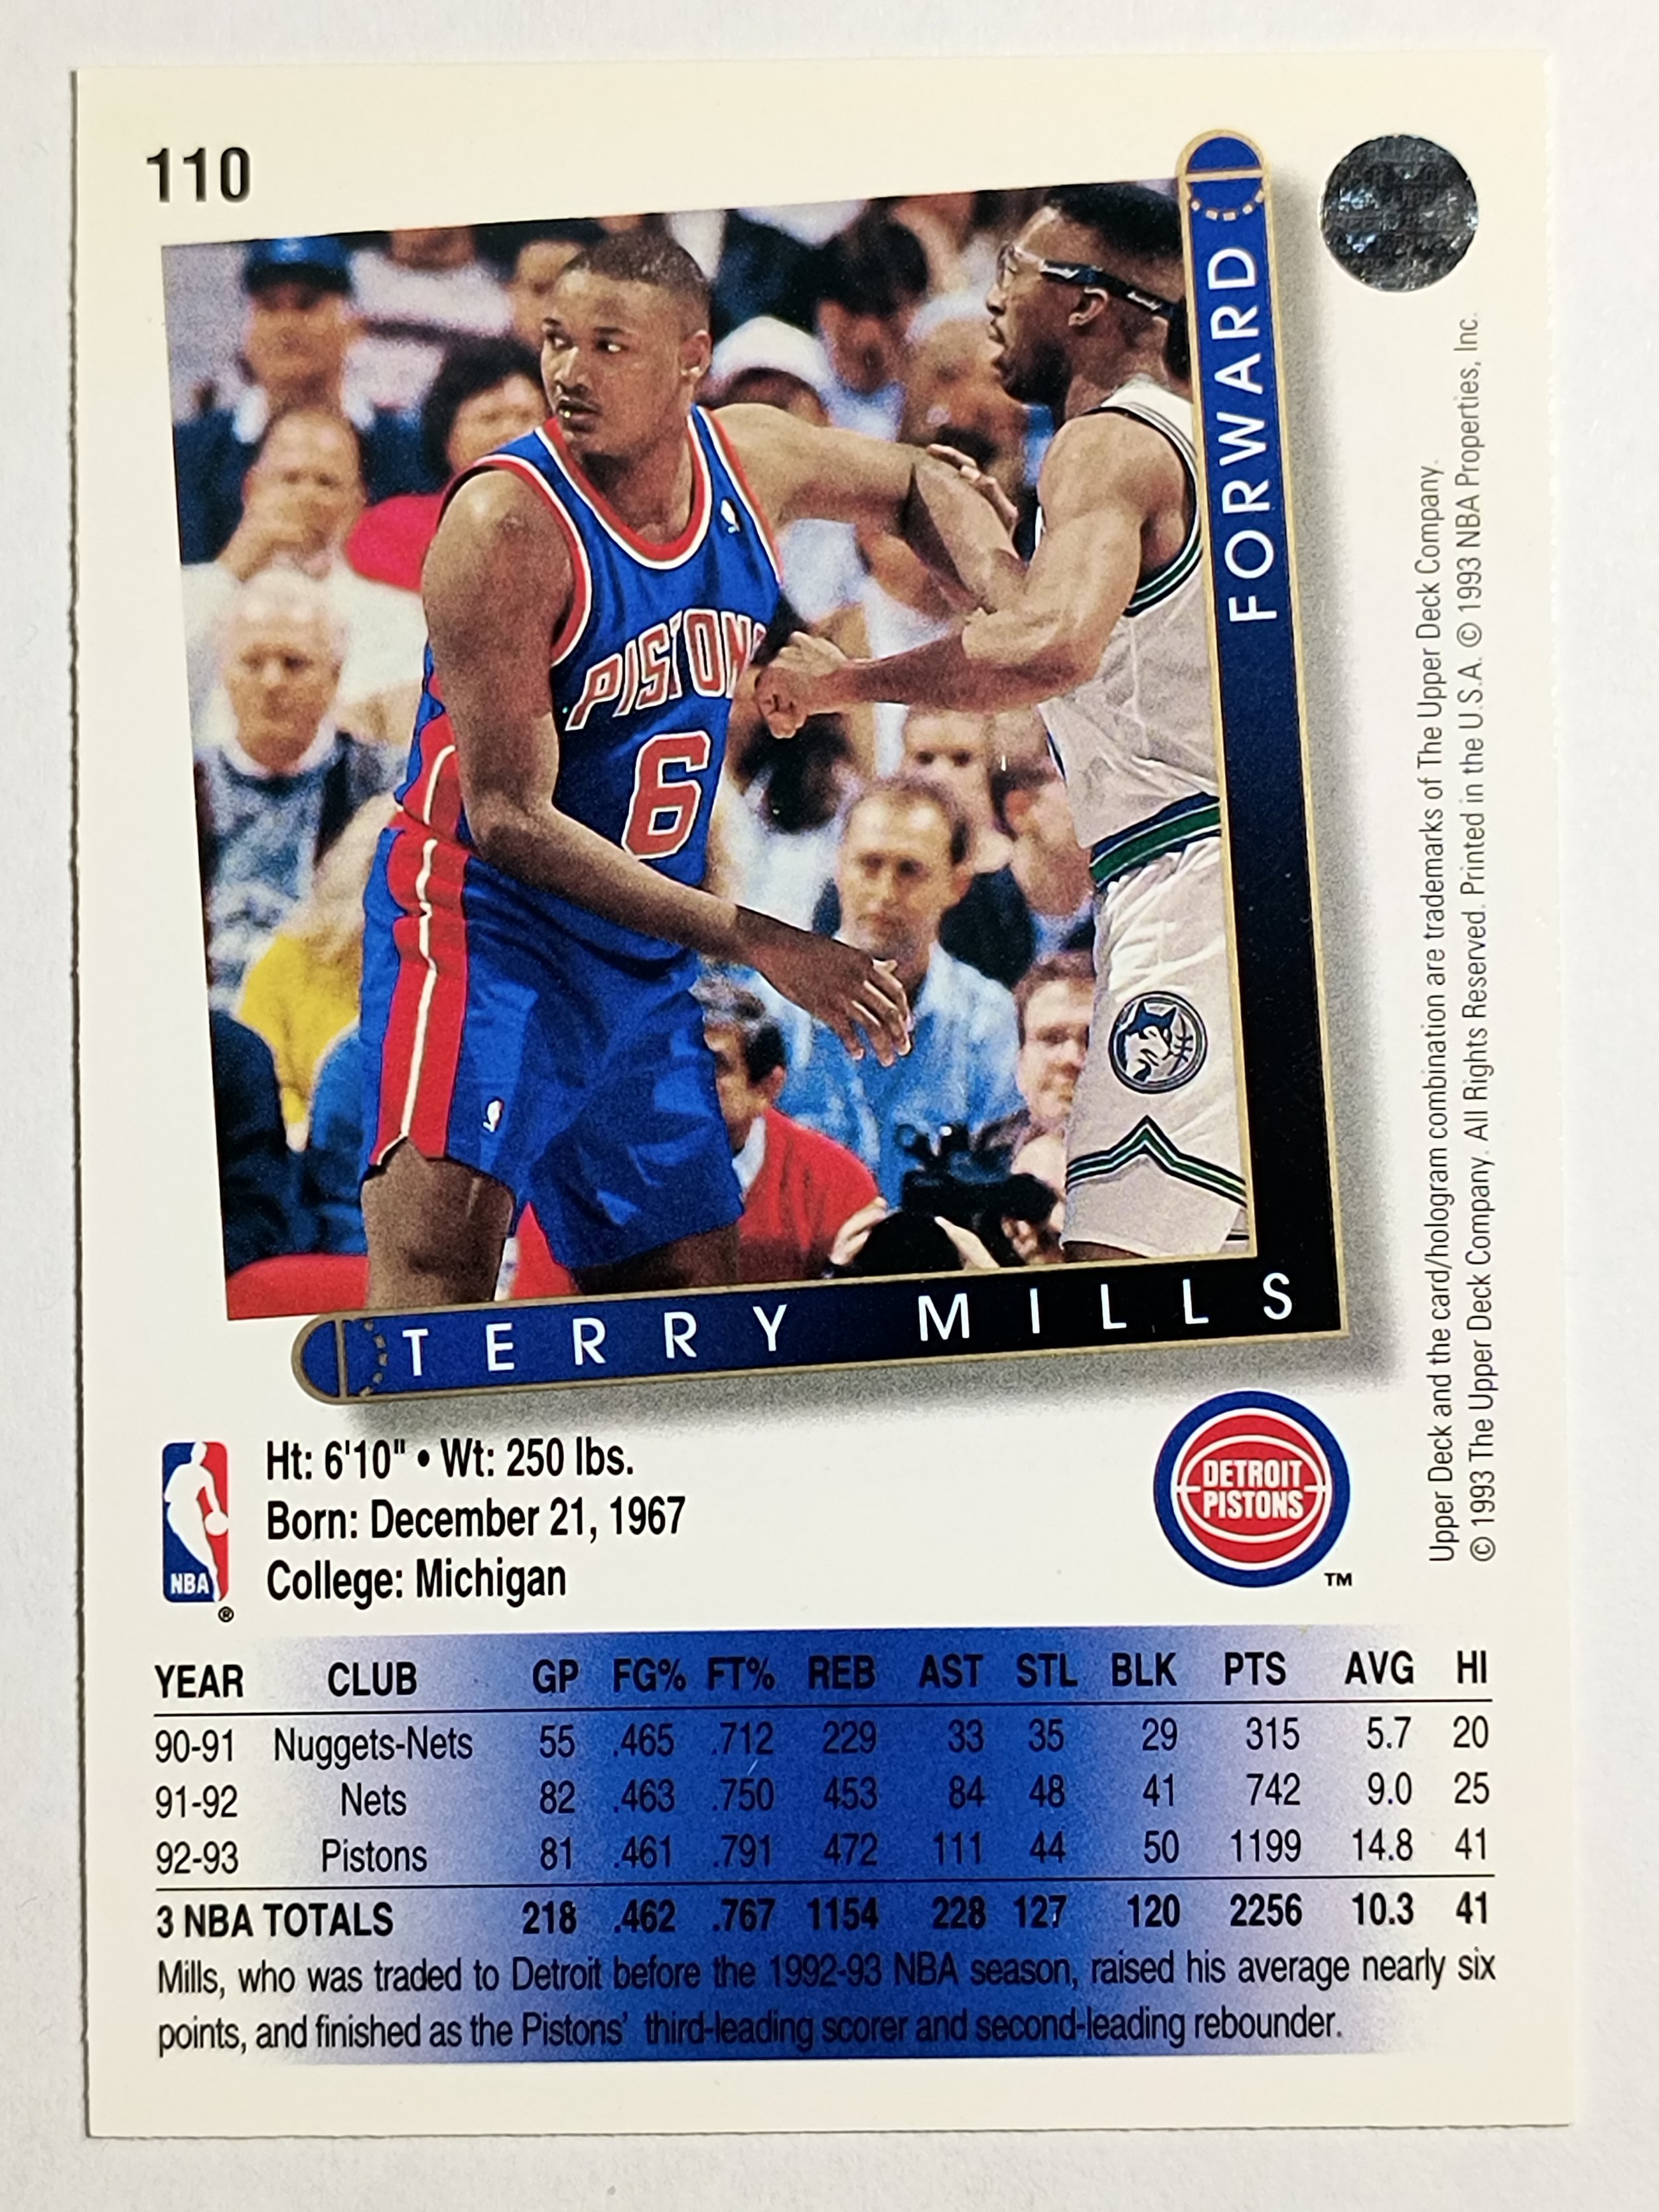 110
FORWARD
PISTONS
6
TERRY MILLS
Upper Deck and the card/hologram combination are trademarks of The Upper Deck Company.
© 1993 The Upper Deck Company. All Rights Reserved. Printed in the U.S.A. © 1993 NBA Properties, Inc.
NBA
®
Ht: 6'10" • Wt: 250 lbs.
Born: December 21, 1967
College: Michigan
DETROIT
PISTONS
TM
YEAR CLUB GP FG% FT% REB AST STL BLK PTS AVG HI
90-91 Nuggets-Nets 55 .465 .712 229 33 35 29 315 5.7 20
91-92 Nets 82 .463 .750 453 84 48 41 742 9.0 25
92-93 Pistons 81 .461 .791 472 111 44 50 1199 14.8 41
3 NBA TOTALS 218 .462 .767 1154 228 127 120 2256 10.3 41
Mills, who was traded to Detroit before the 1992-93 NBA season, raised his average nearly six
points, and finished as the Pistons' third-leading scorer and second-leading rebounder.